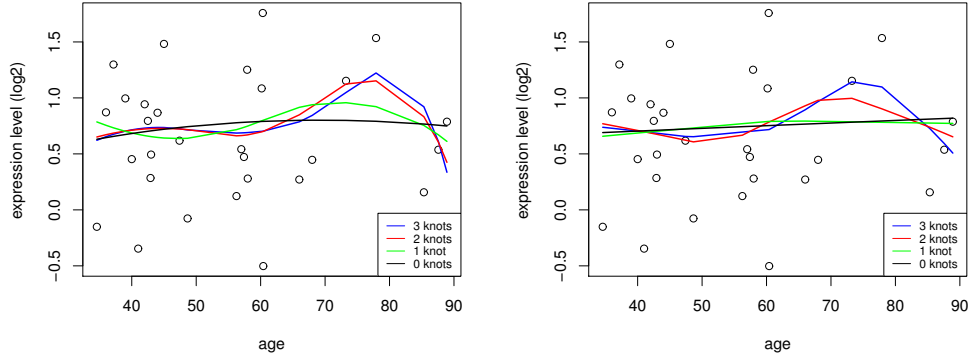 expression level (log2)
1.5
1.0
0.5
0.0
−0.5
40 50 60 70 80 90
age
3 knots
2 knots
1 knot
0 knots
expression level (log2)
1.5
1.0
0.5
0.0
−0.5
40 50 60 70 80 90
age
3 knots
2 knots
1 knot
0 knots